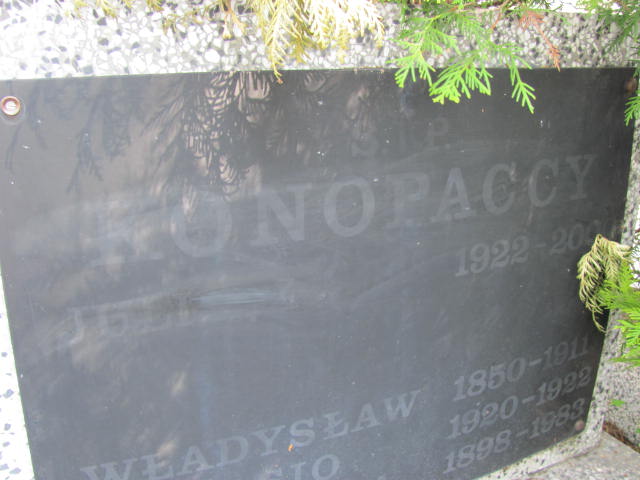 Ś. P.
KONOPACCY
1922-200
WŁADYSŁAW 1850-1911
1920-1922
1898-1983